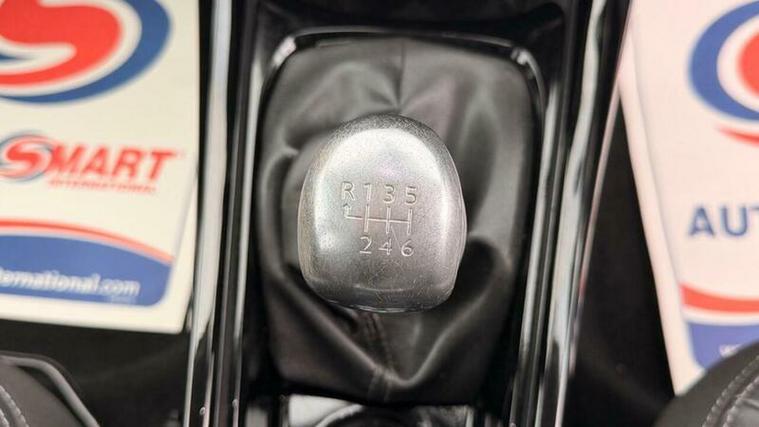 SMART
INTERNATIONAL
ternational.com
R 1 3 5
2 4 6
AUT